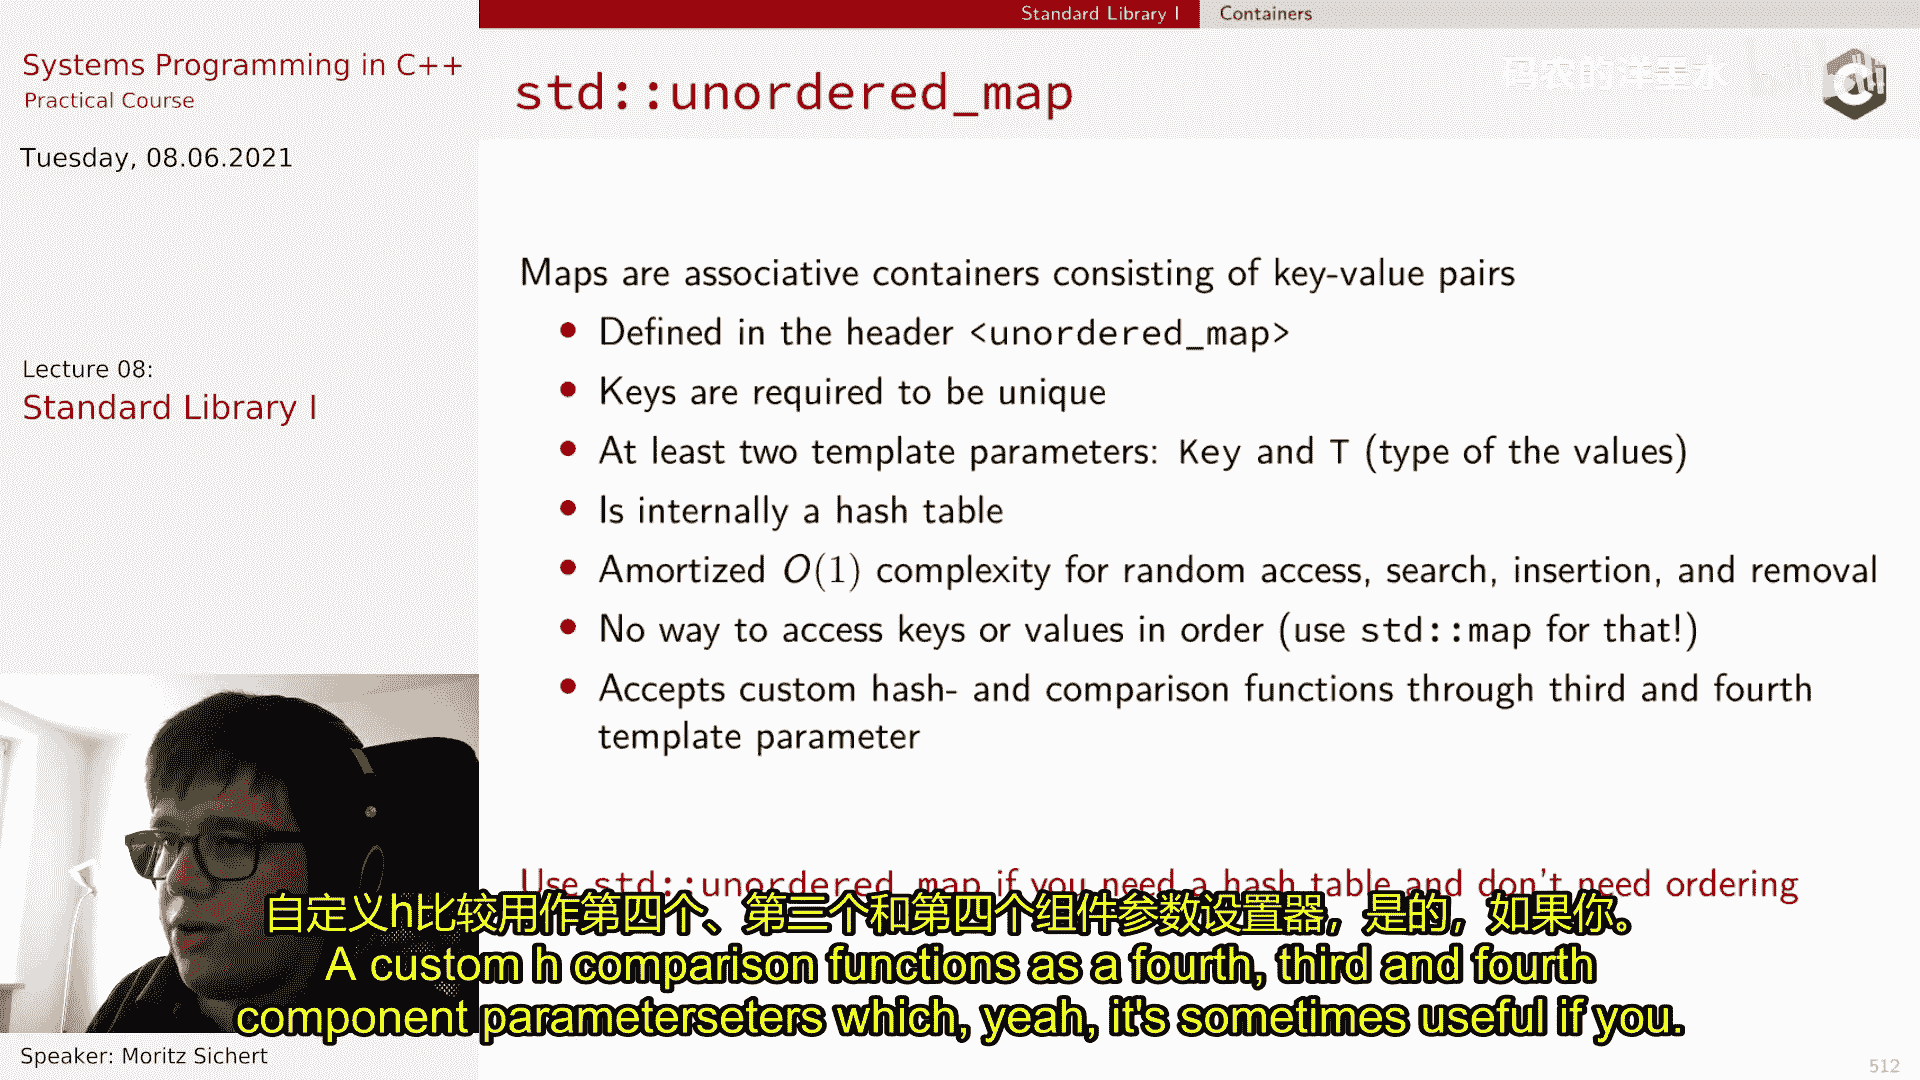 Standard Library I
Containers
Systems Programming in C++
Practical Course
Tuesday, 08.06.2021
std::unordered_map
码农的洋墨水
Maps are associative containers consisting of key-value pairs
Defined in the header <unordered_map>
Keys are required to be unique
At least two template parameters: Key and T (type of the values)
Is internally a hash table
Amortized O(1) complexity for random access, search, insertion, and removal
No way to access keys or values in order (use std::map for that!)
Accepts custom hash- and comparison functions through third and fourth
template parameter
Lecture 08:
Standard Library I
Use std::unordered_map if you need a hash table and don't need ordering
自定义h比较用作第四个、第三个和第四个组件参数设置器，是的，如果你。
A custom h comparison functions as a fourth, third and fourth
component parameterseters which, yeah, it's sometimes useful if you.
Speaker: Moritz Sichert
512